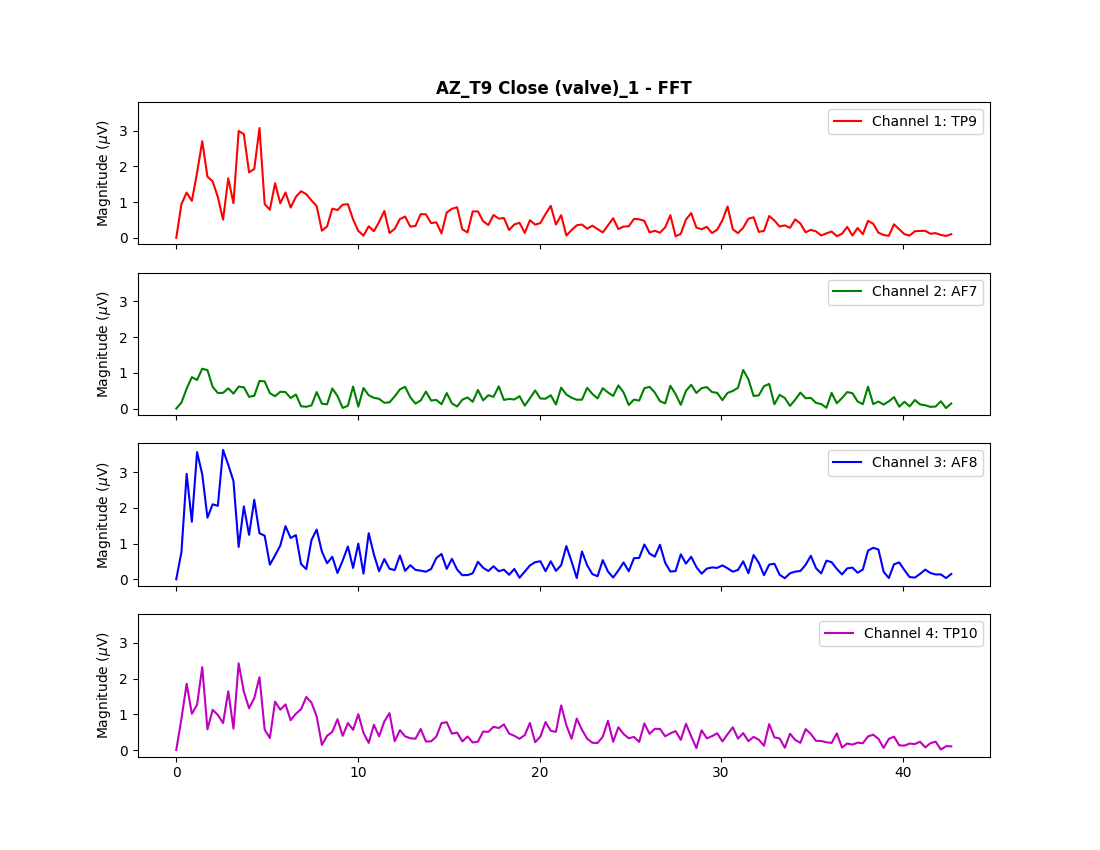 AZ_T9 Close (valve)_1 - FFT
Magnitude (μV)
3
2
1
0
Channel 1: TP9
Magnitude (μV)
3
2
1
0
Channel 2: AF7
Magnitude (μV)
3
2
1
0
Channel 3: AF8
Magnitude (μV)
3
2
1
0
Channel 4: TP10
0 10 20 30 40